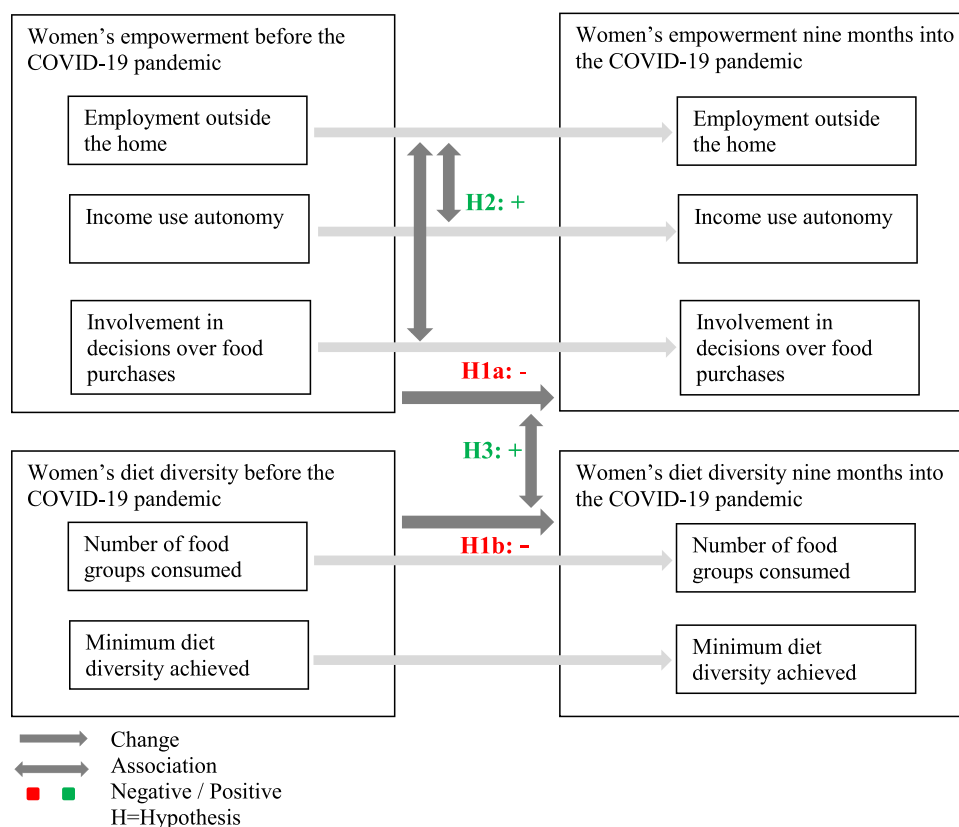 Women’s empowerment before the
COVID-19 pandemic
Employment outside
the home
Income use autonomy
Involvement in
decisions over food
purchases
Women’s empowerment nine months into
the COVID-19 pandemic
Employment outside
the home
Income use autonomy
Involvement in
decisions over food
purchases
H2: +
H1a: -
H3: +
H1b: -
Women’s diet diversity before the
COVID-19 pandemic
Number of food
groups consumed
Minimum diet
diversity achieved
Women’s diet diversity nine months into
the COVID-19 pandemic
Number of food
groups consumed
Minimum diet
diversity achieved
Change
Association
Negative / Positive
H=Hypothesis